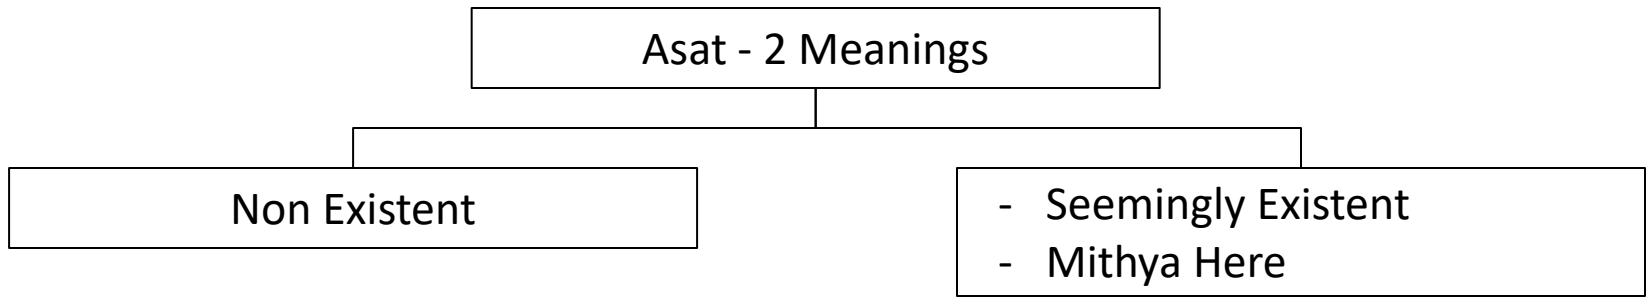 Asat - 2 Meanings
Non Existent
- Seemingly Existent
- Mithya Here